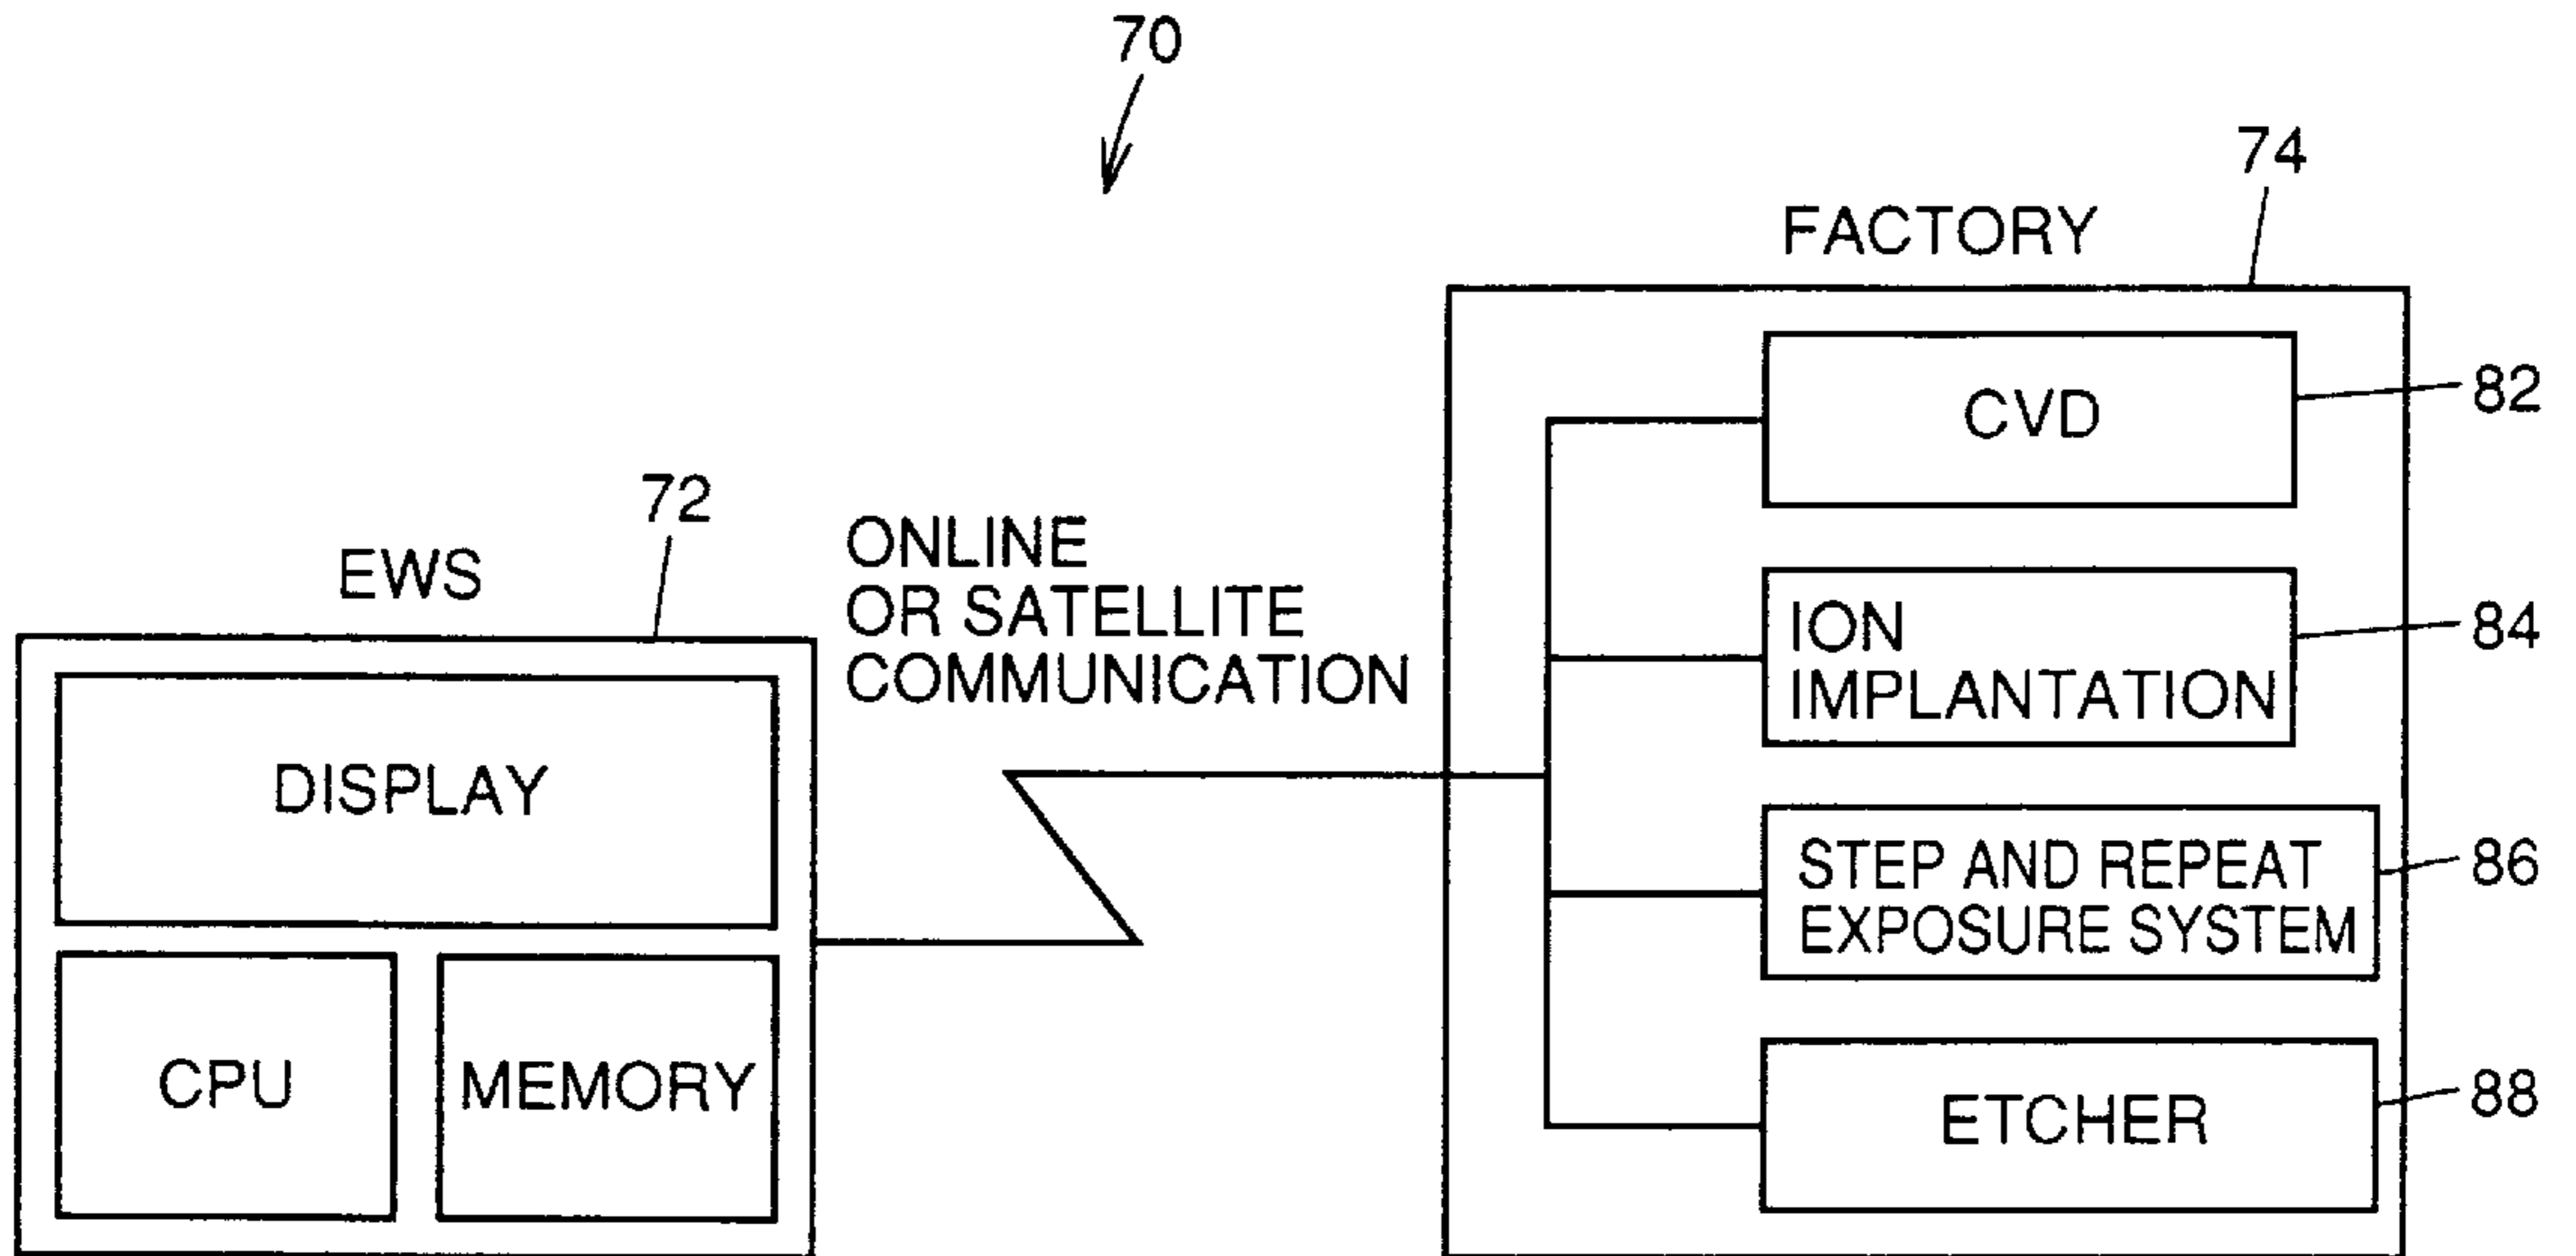 70
74
FACTORY
CVD
82
72
EWS
ONLINE
OR SATELLITE
COMMUNICATION
ION
IMPLANTATION
84
DISPLAY
STEP AND REPEAT
EXPOSURE SYSTEM
86
CPU
MEMORY
ETCHER
88